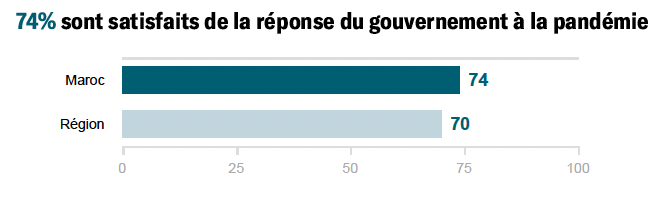 74% sont satisfaits de la réponse du gouvernement à la pandémie
Maroc 74
Région 70
0 25 50 75 100